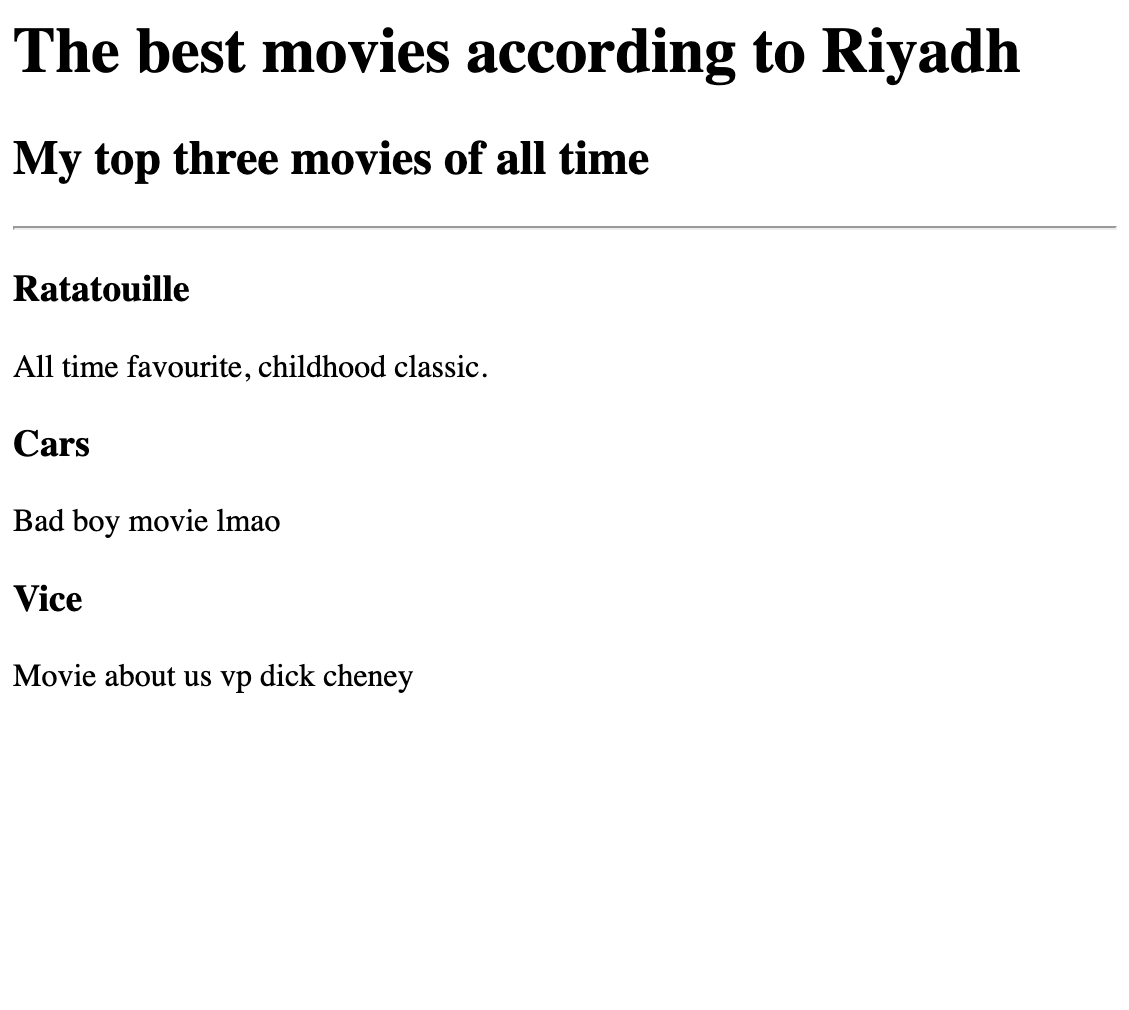 The best movies according to Riyadh
My top three movies of all time
Ratatouille
All time favourite, childhood classic.
Cars
Bad boy movie lmao
Vice
Movie about us vp dick cheney